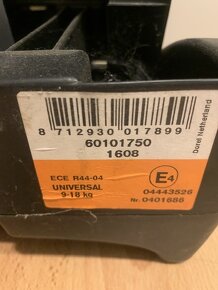 Dorel Netherland
8 712930 017899
60101750
1608
ECE R44-04
UNIVERSAL
9-18 kg
E4
04443526
Nr. 0401686